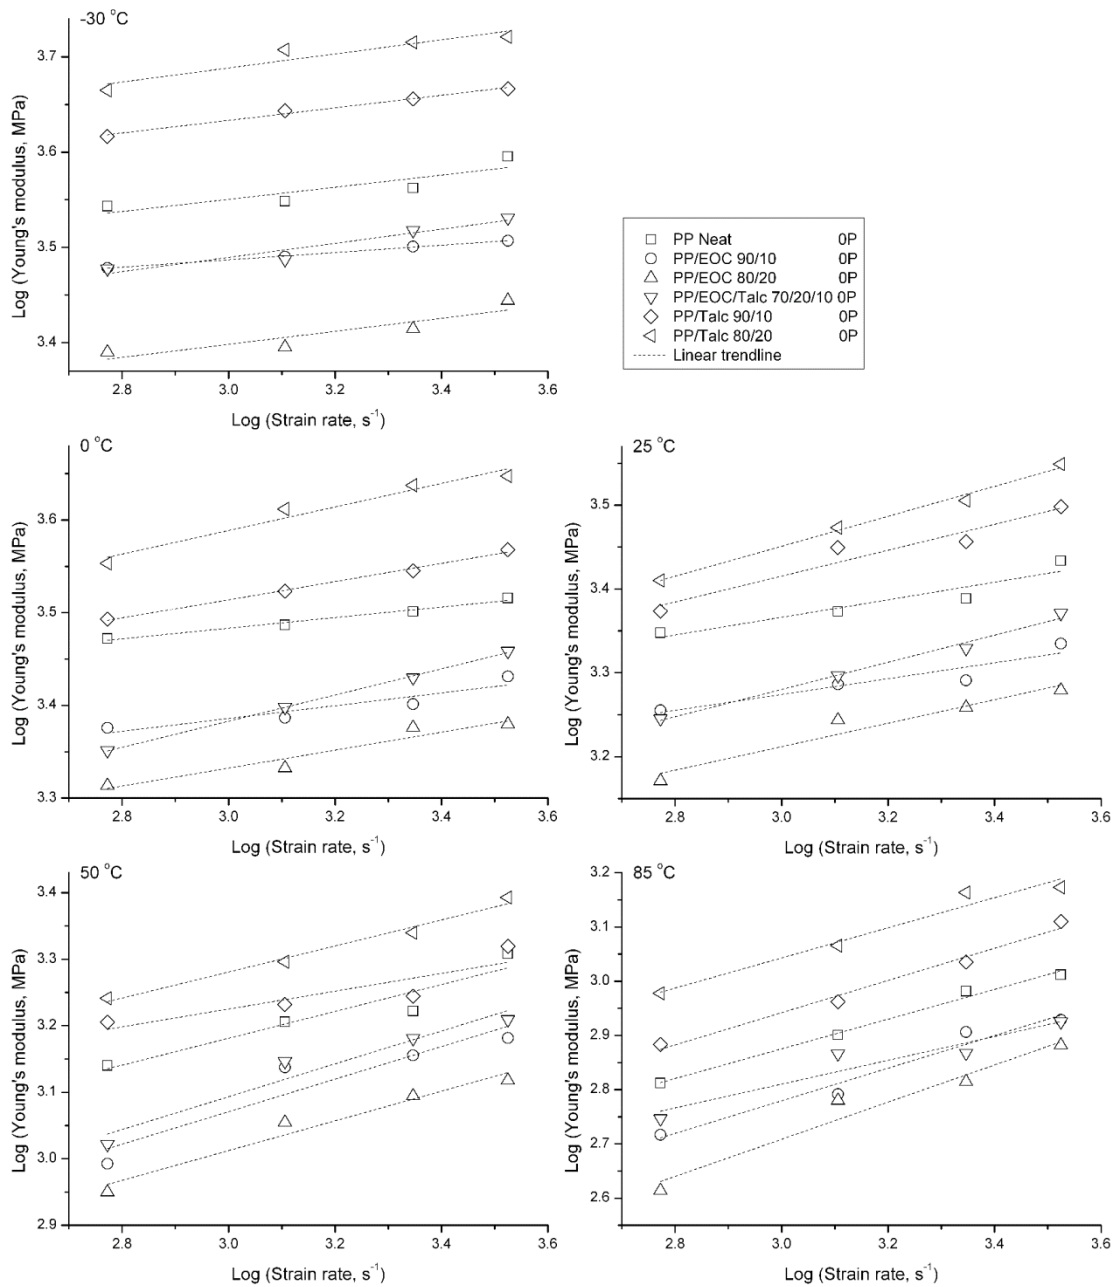 -30 °C
Log (Young's modulus, MPa)
3.7
3.6
3.5
3.4
2.8 3.0 3.2 3.4 3.6
Log (Strain rate, s⁻¹)
PP Neat 0P
PP/EOC 90/10 0P
PP/EOC 80/20 0P
PP/EOC/Talc 70/20/10 0P
PP/Talc 90/10 0P
PP/Talc 80/20 0P
Linear trendline
0 °C
Log (Young's modulus, MPa)
3.6
3.5
3.4
3.3
2.8 3.0 3.2 3.4 3.6
Log (Strain rate, s⁻¹)
25 °C
Log (Young's modulus, MPa)
3.5
3.4
3.3
3.2
2.8 3.0 3.2 3.4 3.6
Log (Strain rate, s⁻¹)
50 °C
Log (Young's modulus, MPa)
3.4
3.3
3.2
3.1
3.0
2.9
2.8 3.0 3.2 3.4 3.6
Log (Strain rate, s⁻¹)
85 °C
Log (Young's modulus, MPa)
3.2
3.1
3.0
2.9
2.8
2.7
2.6
2.8 3.0 3.2 3.4 3.6
Log (Strain rate, s⁻¹)